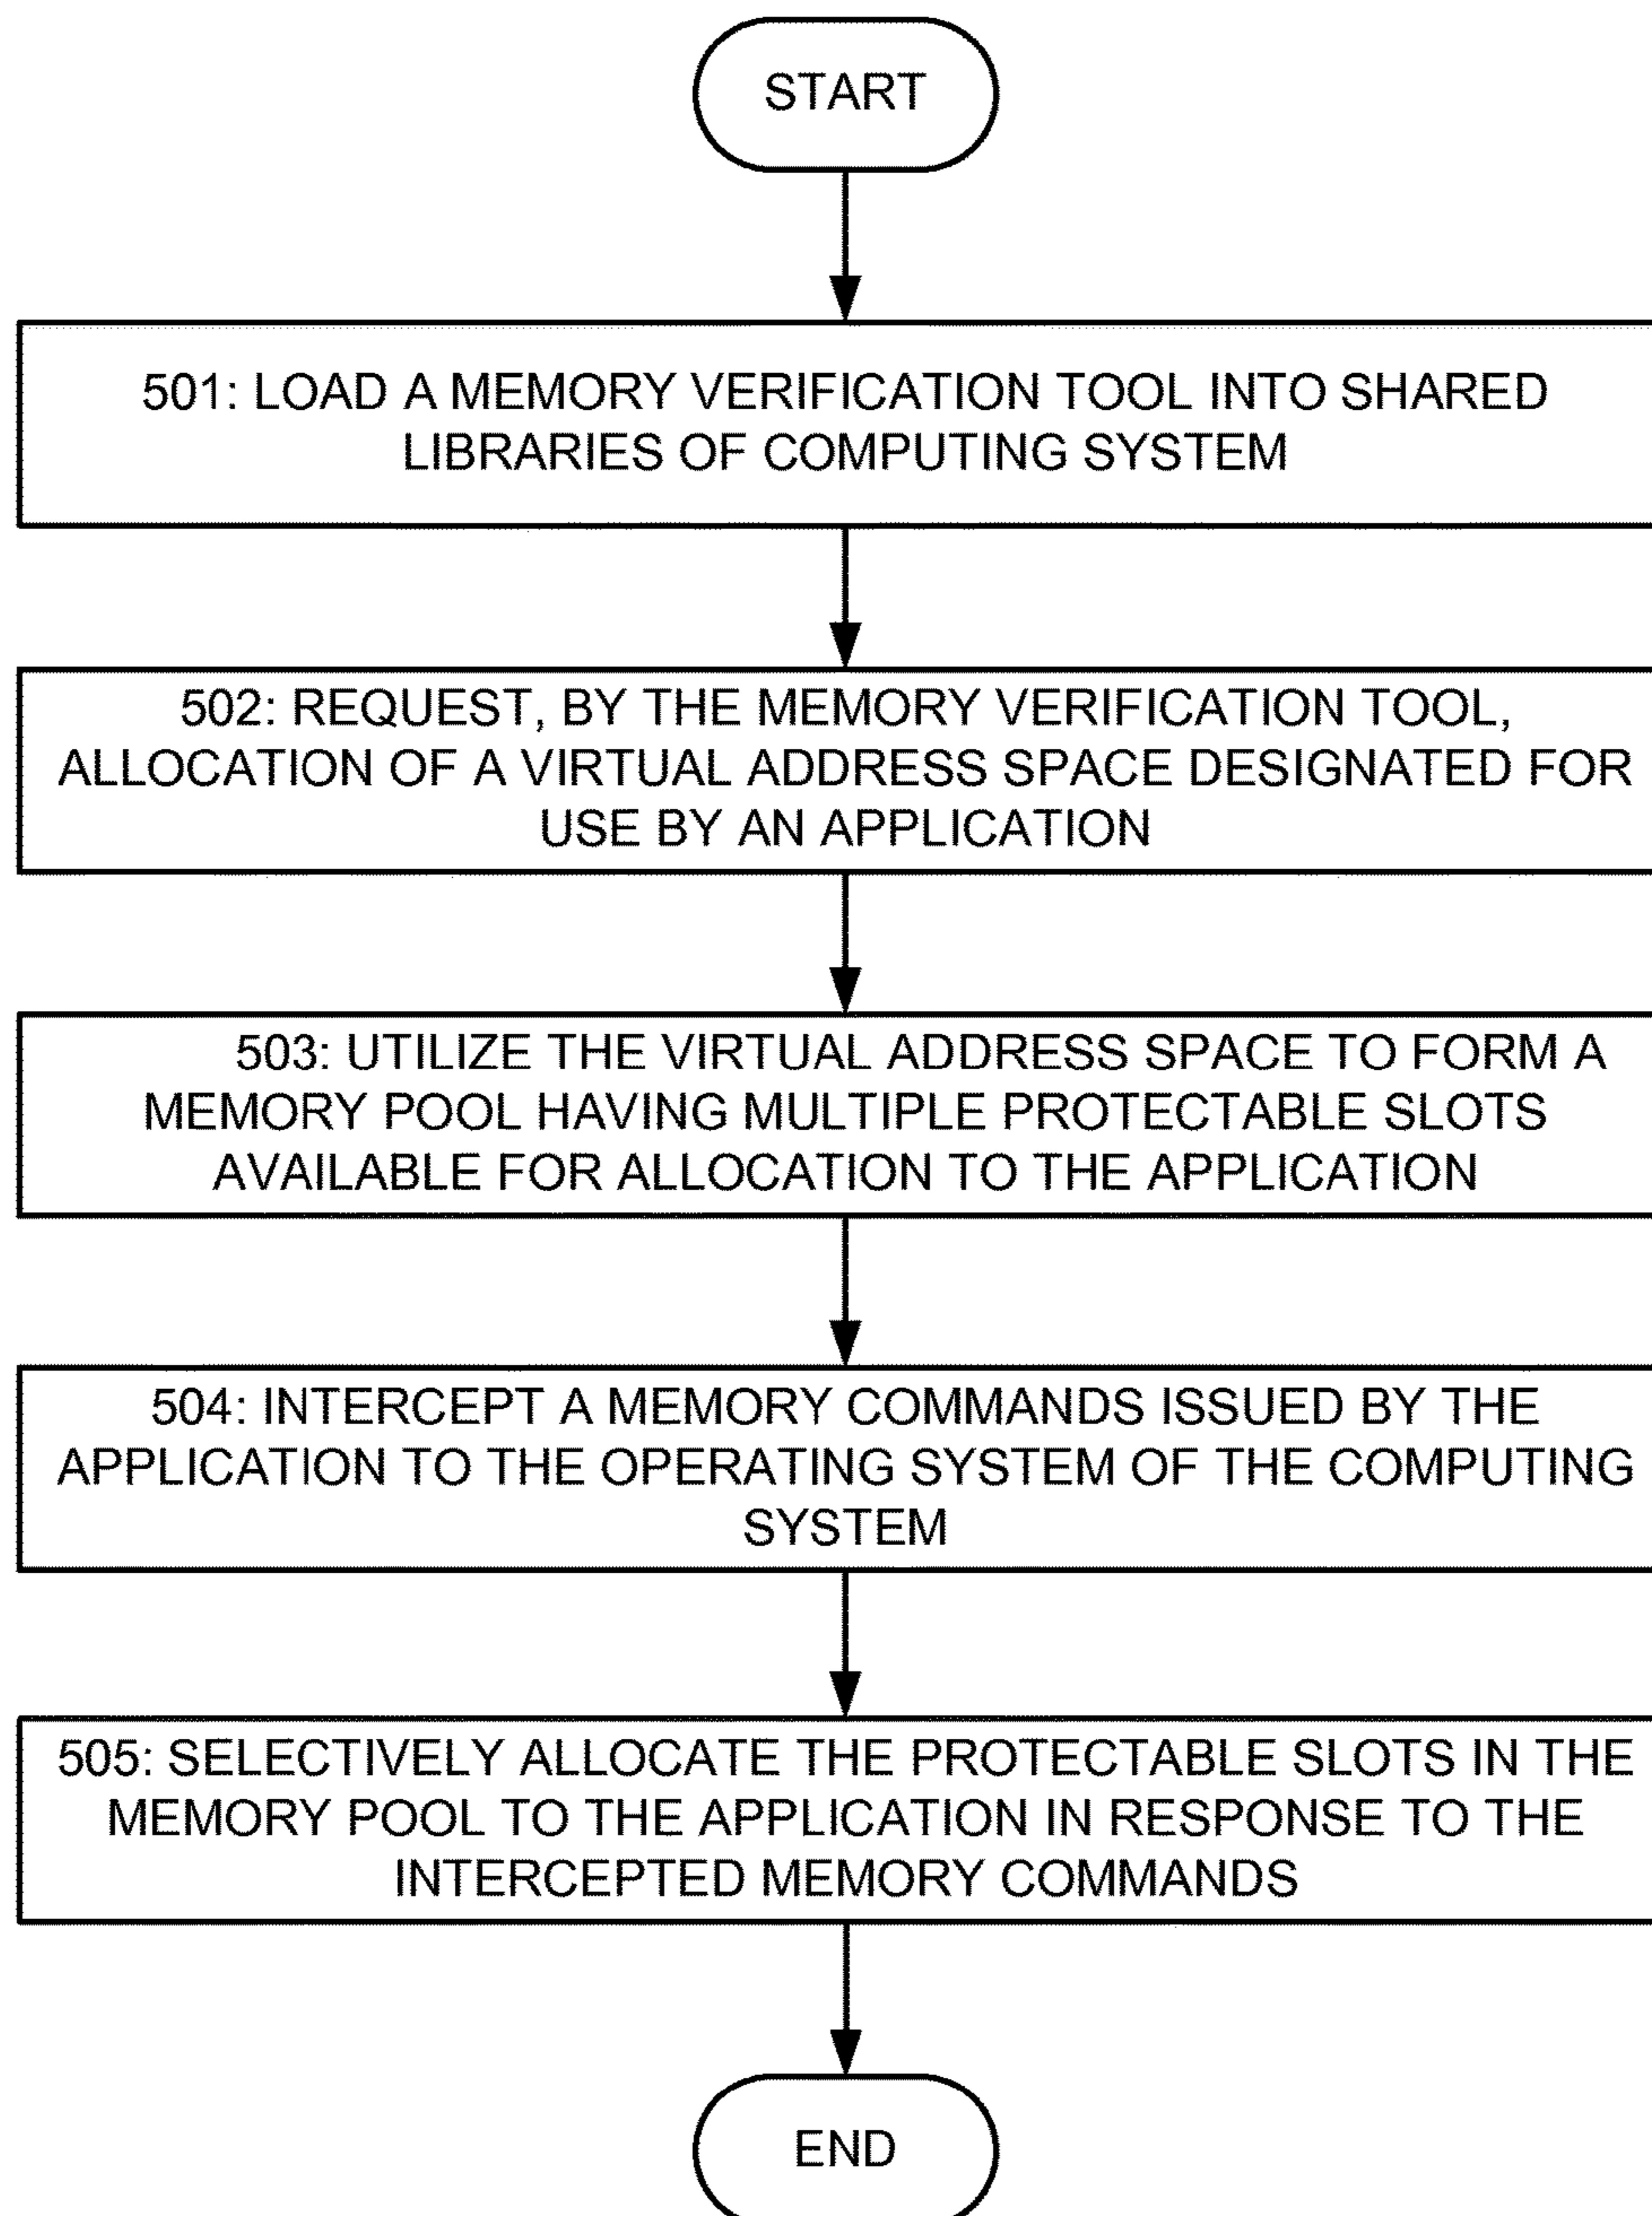 START
501: LOAD A MEMORY VERIFICATION TOOL INTO SHARED
LIBRARIES OF COMPUTING SYSTEM
502: REQUEST, BY THE MEMORY VERIFICATION TOOL,
ALLOCATION OF A VIRTUAL ADDRESS SPACE DESIGNATED FOR
USE BY AN APPLICATION
503: UTILIZE THE VIRTUAL ADDRESS SPACE TO FORM A
MEMORY POOL HAVING MULTIPLE PROTECTABLE SLOTS
AVAILABLE FOR ALLOCATION TO THE APPLICATION
504: INTERCEPT A MEMORY COMMANDS ISSUED BY THE
APPLICATION TO THE OPERATING SYSTEM OF THE COMPUTING
SYSTEM
505: SELECTIVELY ALLOCATE THE PROTECTABLE SLOTS IN THE
MEMORY POOL TO THE APPLICATION IN RESPONSE TO THE
INTERCEPTED MEMORY COMMANDS
END